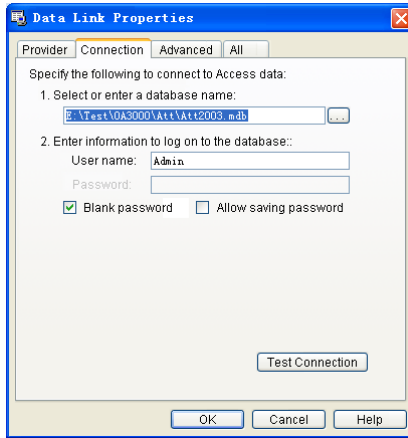 Data Link Properties
Provider Connection Advanced All
Specify the following to connect to Access data:
1. Select or enter a database name:
E:\Test\OA3000\Att\Att2003.mdb ...
2. Enter information to log on to the database::
User name: Admin
Password:
Blank password Allow saving password
Test Connection
OK Cancel Help